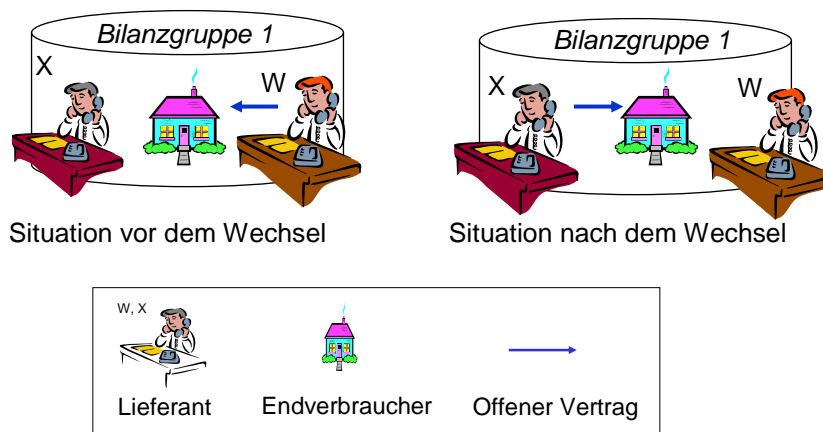 Bilanzgruppe 1
X
W
Situation vor dem Wechsel
Bilanzgruppe 1
X
W
Situation nach dem Wechsel
W, X
Lieferant
Endverbraucher
Offener Vertrag